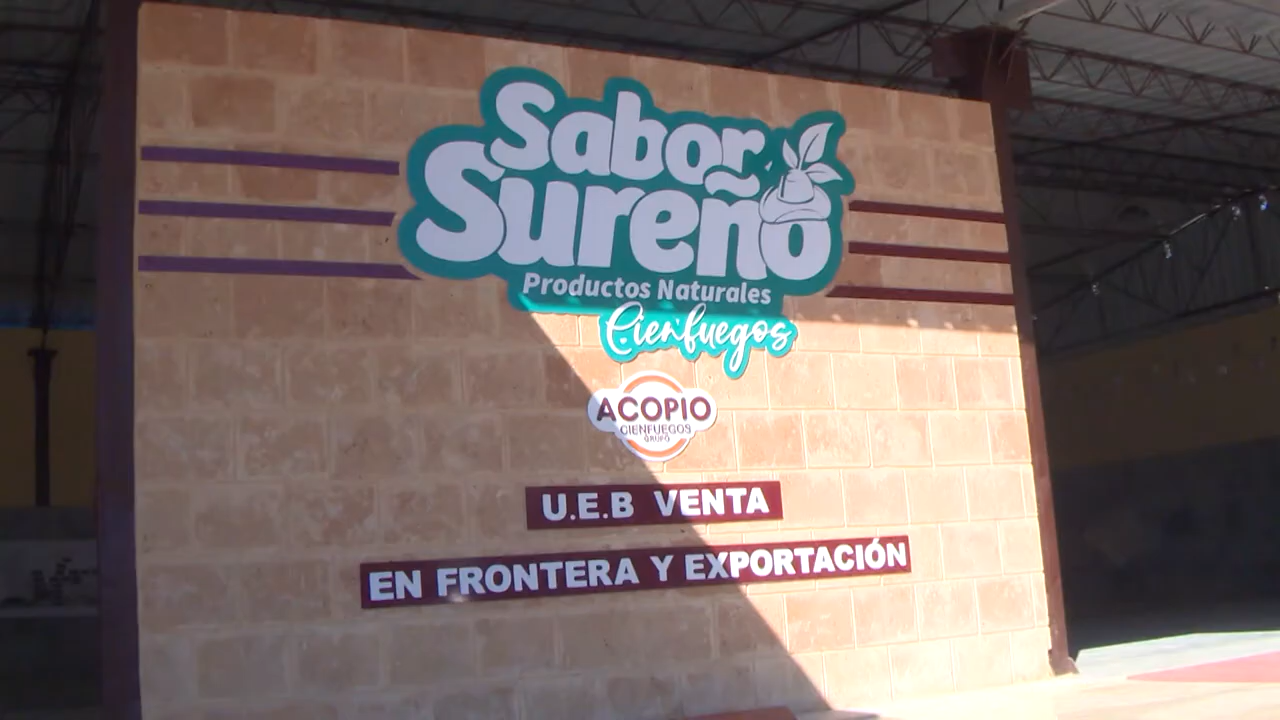 Sabor
Sureño
Productos Naturales
Cienfuegos
ACOPIO
CIENFUEGOS
GRUPO
U.E.B VENTA
EN FRONTERA Y EXPORTACIÓN